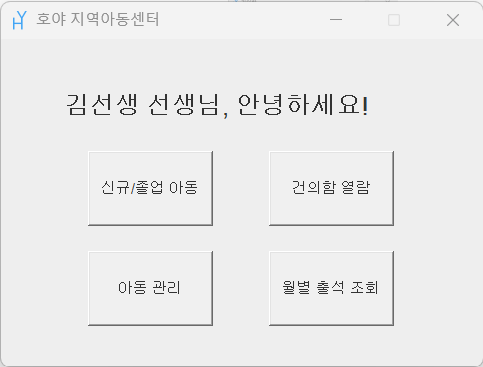 HY 호야 지역아동센터
김선생 선생님, 안녕하세요!
신규/졸업 아동 건의함 열람
아동 관리 월별 출석 조회